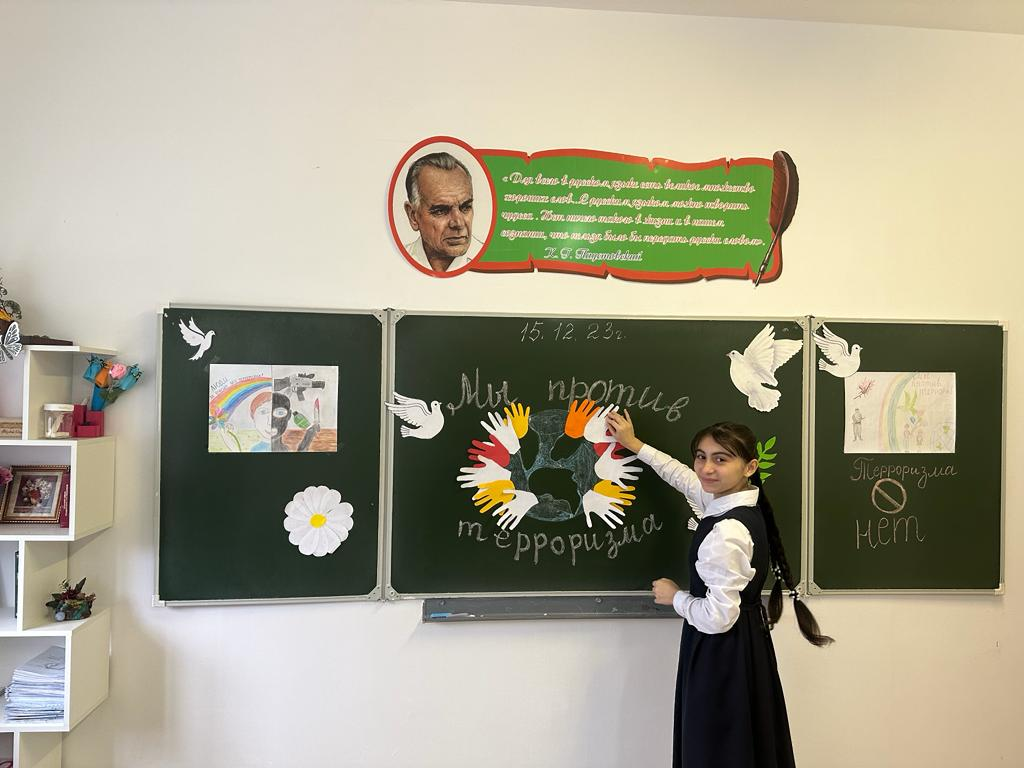 « Для всего в русском языке есть великое множество
хороших слов...С русским языком можно творить
чудеса . Нет ничего такого в жизни и в нашем
сознании, что нельзя было бы передать русским словом».
К. Г. Паустовский
15. 12. 23г.
Мы против
терроризма
Терроризма
нет